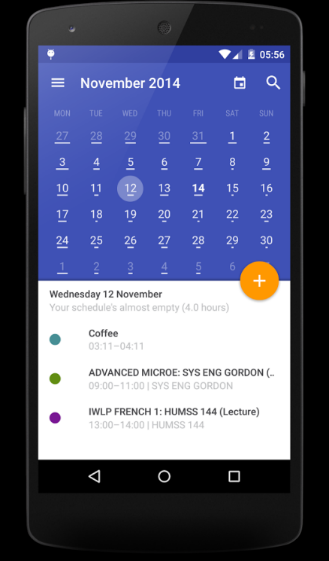 05:56
November 2014
MON TUE WED THU FRI SAT SUN
27 28 29 30 31 1 2
3 4 5 6 7 8 9
10 11 12 13 14 15 16
17 18 19 20 21 22 23
24 25 26 27 28 29 30
1 2 3 4 5 6
+
Wednesday 12 November
Your schedule's almost empty (4.0 hours)
Coffee
03:11–04:11
ADVANCED MICROE: SYS ENG GORDON (..
09:00–11:00 | SYS ENG GORDON
IWLP FRENCH 1: HUMSS 144 (Lecture)
13:00–14:00 | HUMSS 144